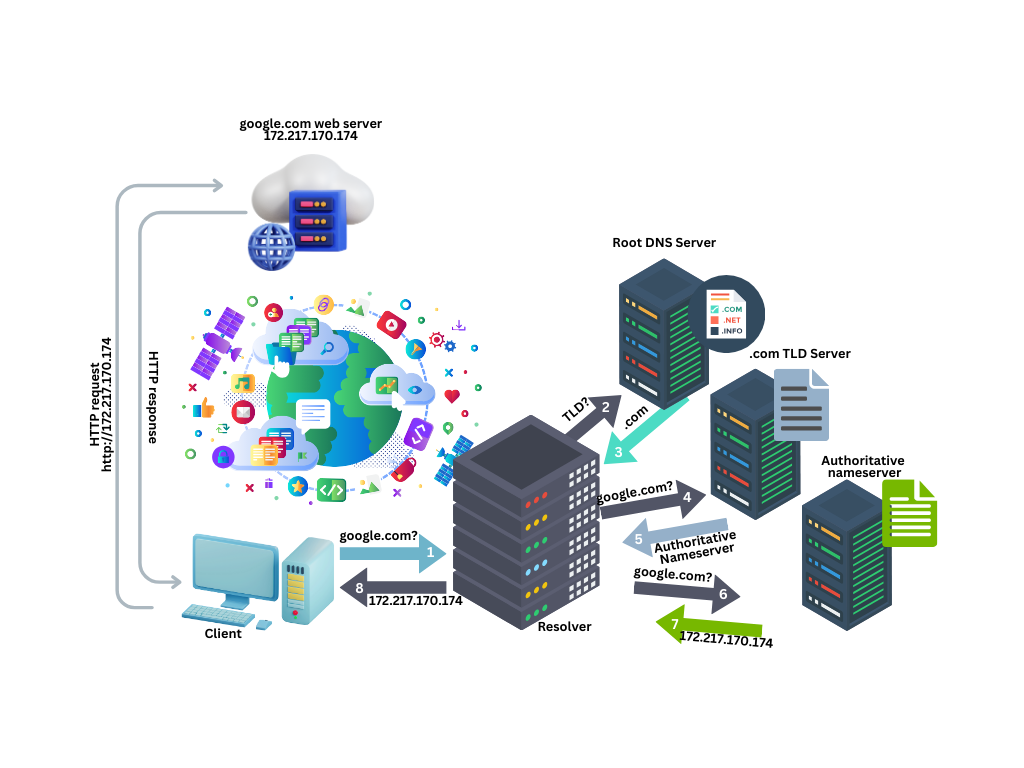 google.com web server
172.217.170.174
Root DNS Server
.COM
.NET
.INFO
.com TLD Server
HTTP request
http://172.217.170.174
HTTP response
TLD?
2
.com
3
Authoritative
nameserver
google.com?
4
5
Authoritative
Nameserver
google.com?
1
google.com?
6
8
172.217.170.174
7
172.217.170.174
Resolver
Client